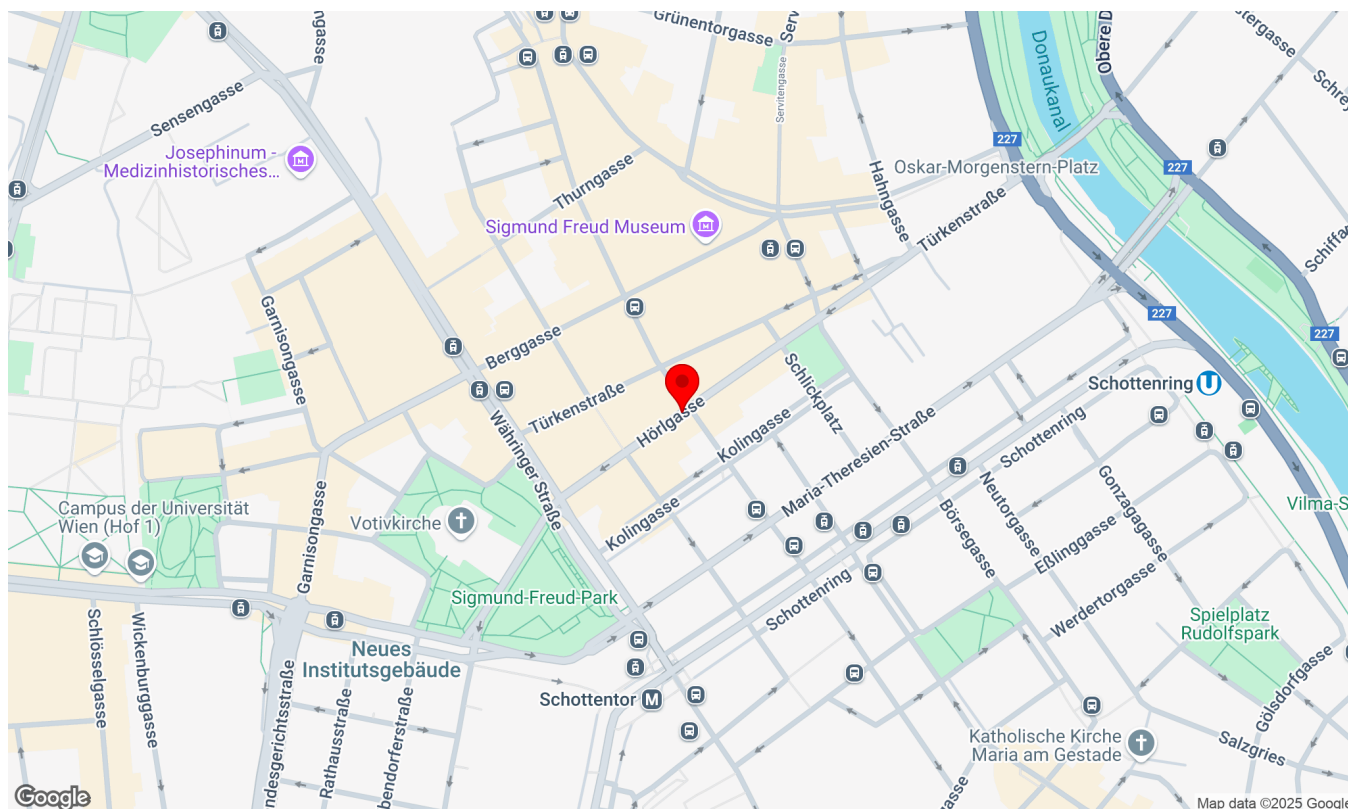 Grünentorgasse
Servitengasse
Donaukanal
Sensengasse
Josephinum -
Medizinhistorisches...
Thurngasse
Hahngasse
227
Oskar-Morgenstern-Platz
227
Sigmund Freud Museum
Türkenstraße
Garnisongasse
Berggasse
227
227
Türkenstraße
Schlickplatz
Schottenring
U
Hörlgasse
Kolingasse
Währinger Straße
Maria-Theresien-Straße
Schottenring
Neutorgasse
Gonzagagasse
Campus der Universität
Wien (Hof 1)
Votivkirche
Kolingasse
Börsegasse
Eßlinggasse
Garnisongasse
Sigmund-Freud-Park
Schottenring
Werdertorgasse
Spielplatz
Rudolfspark
Schlösselgasse
Wickenburggasse
Neues
Institutsgebäude
Schottentor
M
Rathausstraße
Gölsdorfgasse
Salzgries
Katholische Kirche
Maria am Gestade
Google
Map data ©2025 Google